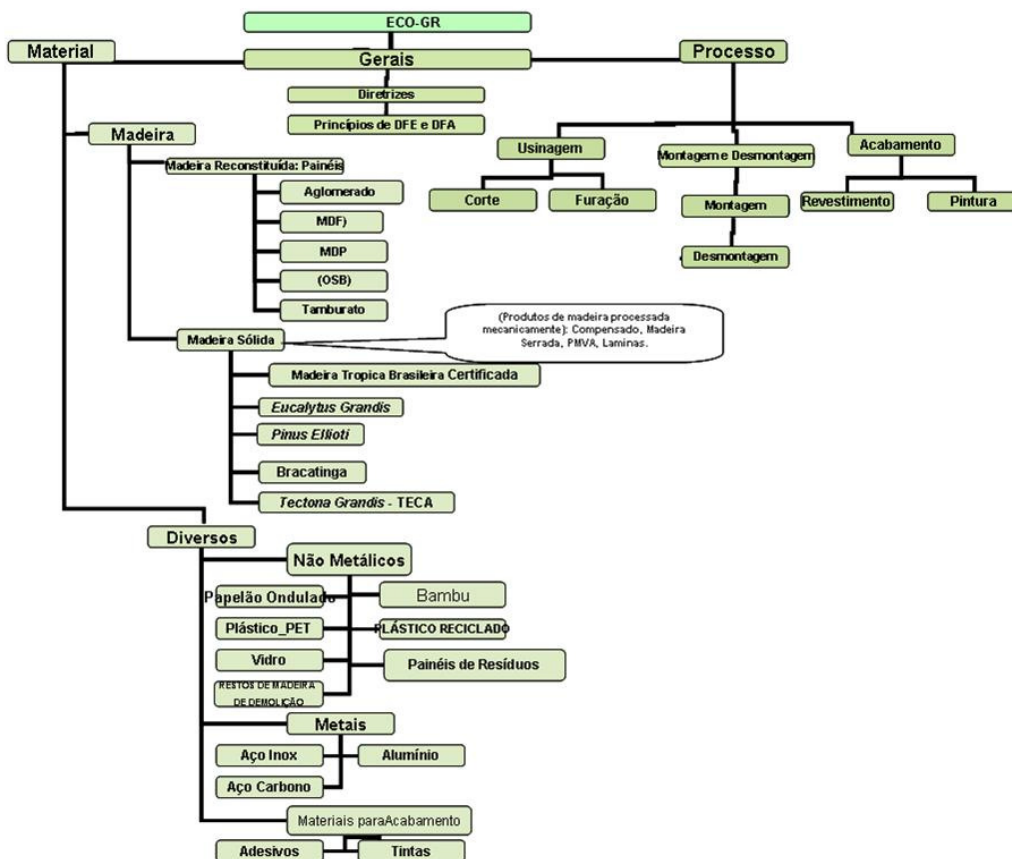 ECO-GR
Material
Gerais
Processo
Diretrizes
Princípios de DFE e DFA
Madeira
Madeira Reconstituída: Painéis
Aglomerado
MDF)
MDP
(OSB)
Tamburato
Usinagem
Corte
Furação
Montagem e Desmontagem
Montagem
Desmontagem
Acabamento
Revestimento
Pintura
Madeira Sólida
(Produtos de madeira processada
mecanicamente): Compensado, Madeira
Serrada, PMVA, Laminas.
Madeira Tropica Brasileira Certificada
Eucalytus Grandis
Pinus Ellioti
Bracatinga
Tectona Grandis - TECA
Diversos
Não Metálicos
Papelão Ondulado
Bambu
Plástico_PET
PLÁSTICO RECICLADO
Vidro
Painéis de Resíduos
RESTOS DE MADEIRA
DE DEMOLIÇÃO
Metais
Aço Inox
Alumínio
Aço Carbono
Materiais paraAcabamento
Adesivos
Tintas